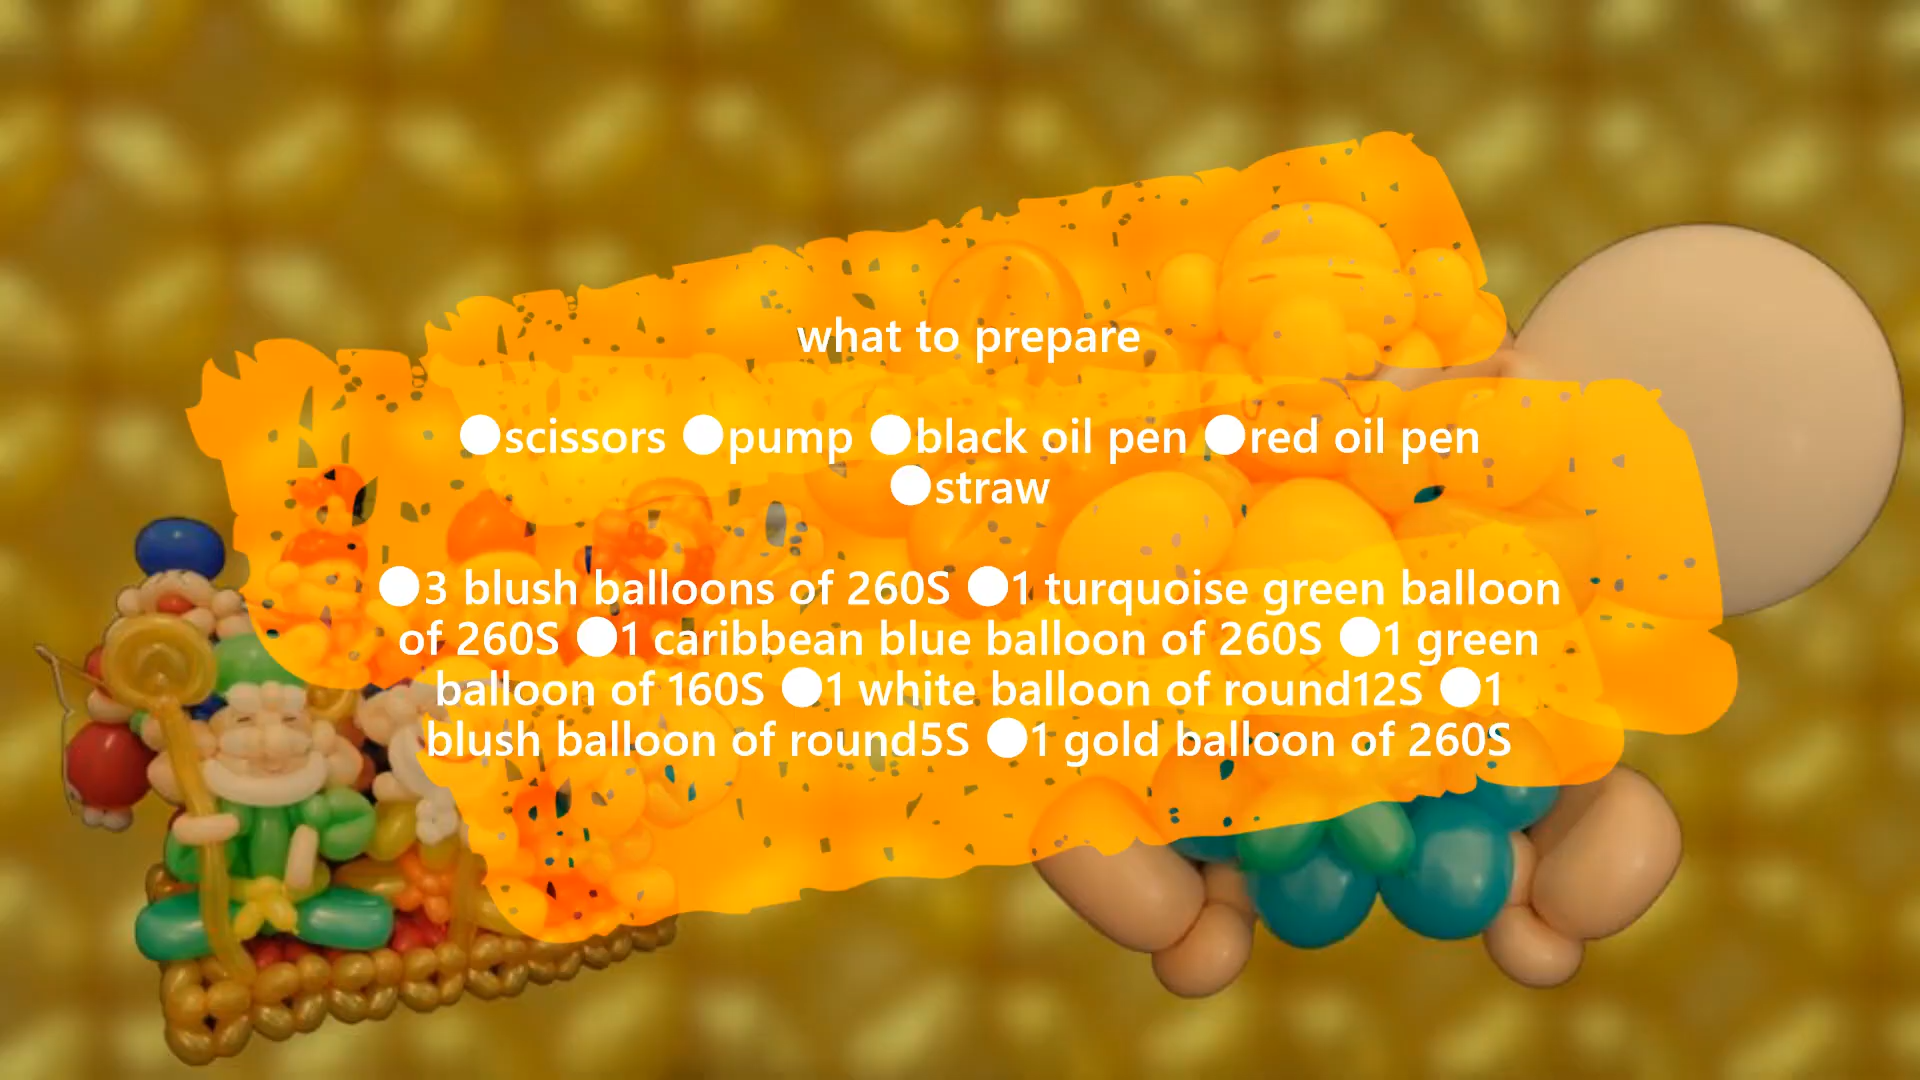 what to prepare
●scissors ●pump ●black oil pen ●red oil pen
●straw
●3 blush balloons of 260S ●1 turquoise green balloon
of 260S ●1 caribbean blue balloon of 260S ●1 green
balloon of 160S ●1 white balloon of round12S ●1
blush balloon of round5S ●1 gold balloon of 260S